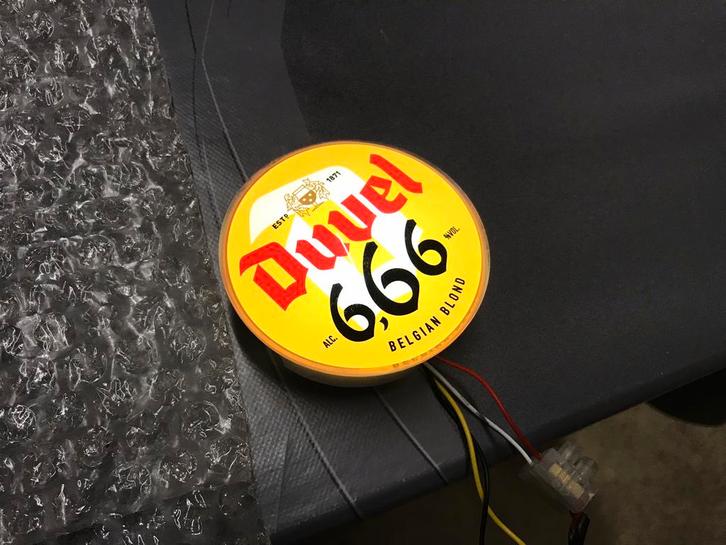 ESTD 1871
Duvel
6,66
ALC. %VOL.
BELGIAN BLOND